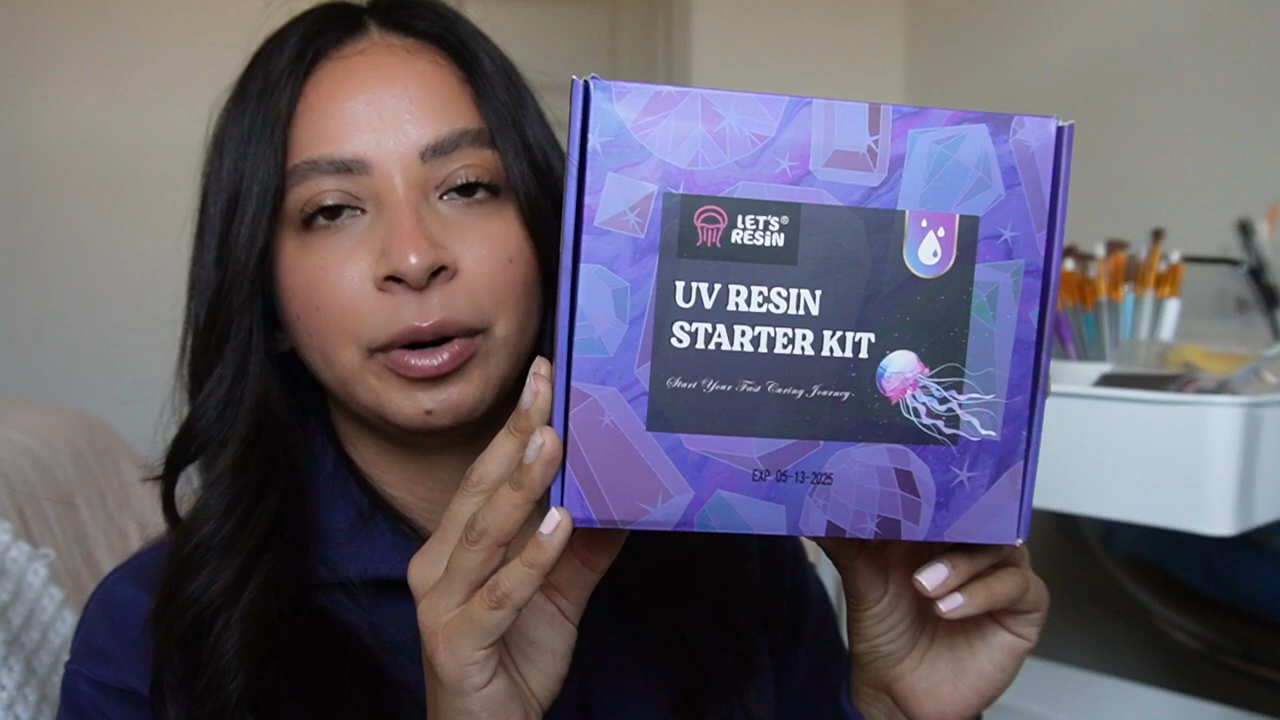 LET'S®
RESIN
UV RESIN
STARTER KIT
Start Your Fast Curing Journey.
EXP 05-13-2025